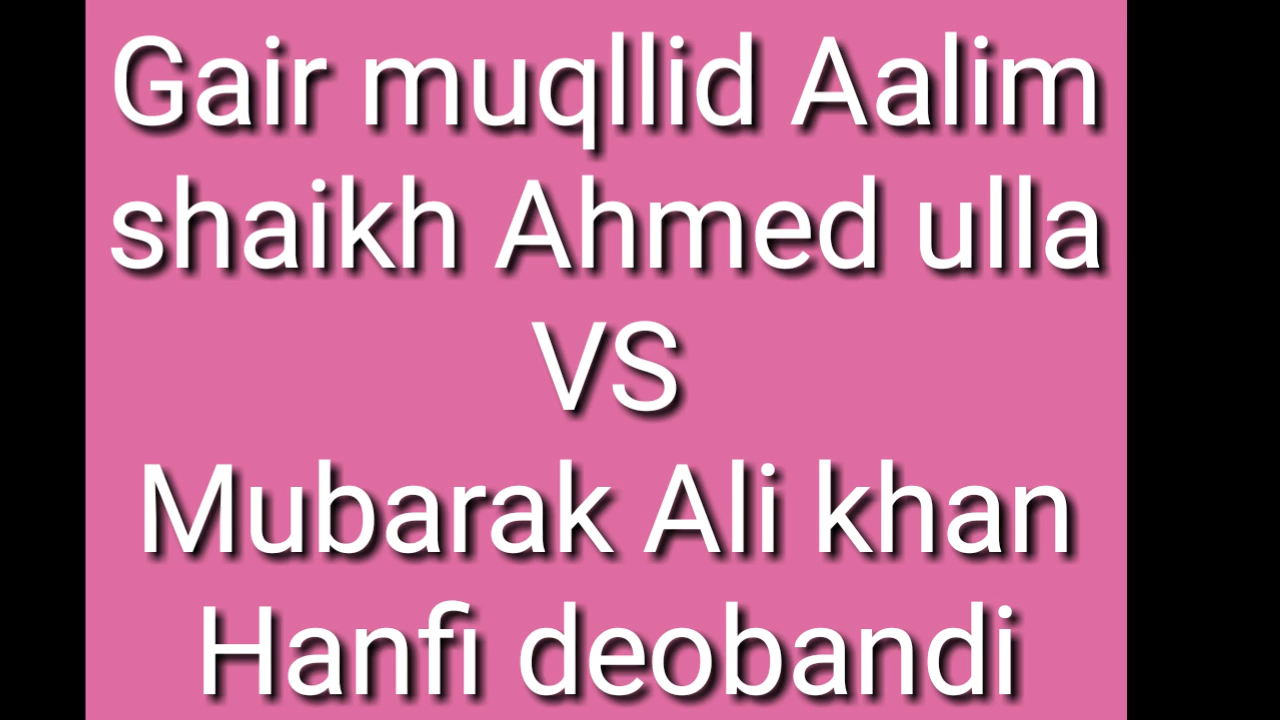 Gair muqllid Aalim
shaikh Ahmed ulla
VS
Mubarak Ali khan
Hanfi deobandi